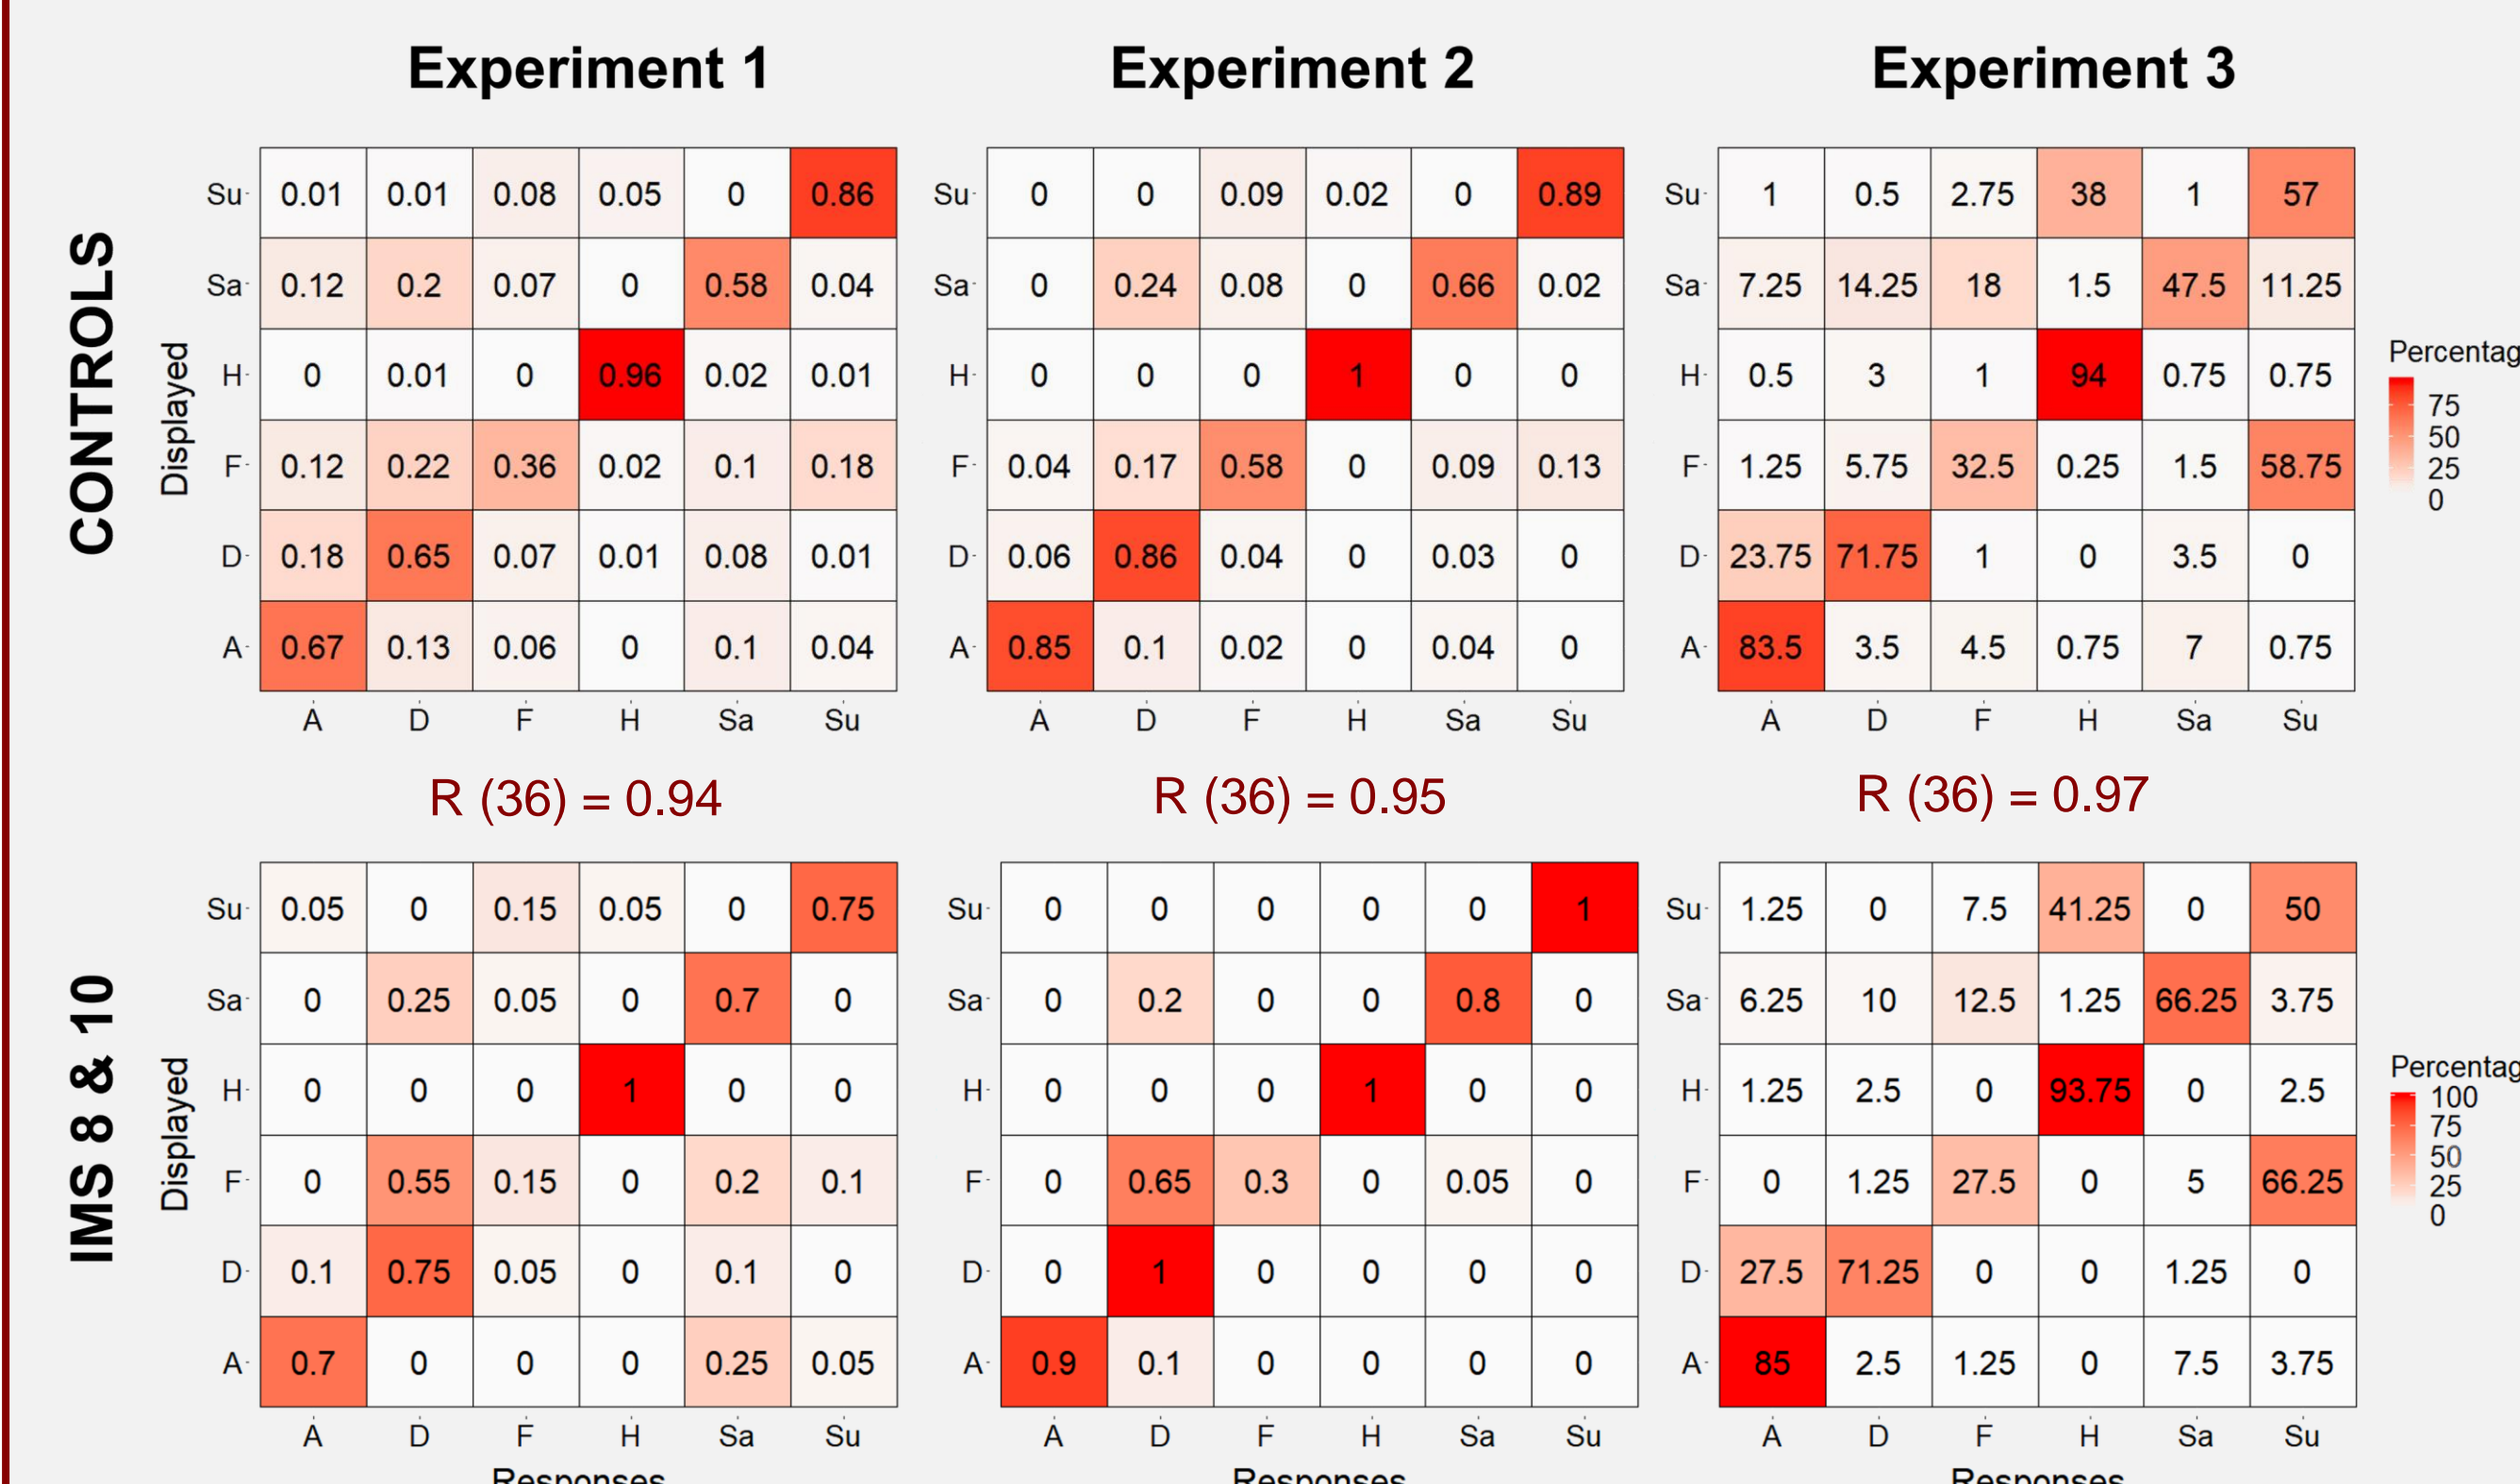 Experiment 1 Experiment 2 Experiment 3
CONTROLS
Displayed
Su 0.01 0.01 0.08 0.05 0 0.86 Su 0 0 0.09 0.02 0 0.89 Su 1 0.5 2.75 38 1 57
Sa 0.12 0.2 0.07 0 0.58 0.04 Sa 0 0.24 0.08 0 0.66 0.02 Sa 7.25 14.25 18 1.5 47.5 11.25
H 0 0.01 0 0.96 0.02 0.01 H 0 0 0 1 0 0 H 0.5 3 1 94 0.75 0.75
F 0.12 0.22 0.36 0.02 0.1 0.18 F 0.04 0.17 0.58 0 0.09 0.13 F 1.25 5.75 32.5 0.25 1.5 58.75
D 0.18 0.65 0.07 0.01 0.08 0.01 D 0.06 0.86 0.04 0 0.03 0 D 23.75 71.75 1 0 3.5 0
A 0.67 0.13 0.06 0 0.1 0.04 A 0.85 0.1 0.02 0 0.04 0 A 83.5 3.5 4.5 0.75 7 0.75
A D F H Sa Su A D F H Sa Su A D F H Sa Su
Percentag
75
50
25
0
R (36) = 0.94 R (36) = 0.95 R (36) = 0.97
IMS 8 & 10
Displayed
Su 0.05 0 0.15 0.05 0 0.75 Su 0 0 0 0 0 1 Su 1.25 0 7.5 41.25 0 50
Sa 0 0.25 0.05 0 0.7 0 Sa 0 0.2 0 0 0.8 0 Sa 6.25 10 12.5 1.25 66.25 3.75
H 0 0 0 1 0 0 H 0 0 0 1 0 0 H 1.25 2.5 0 93.75 0 2.5
F 0 0.55 0.15 0 0.2 0.1 F 0 0.65 0.3 0 0.05 0 F 0 1.25 27.5 0 5 66.25
D 0.1 0.75 0.05 0 0.1 0 D 0 1 0 0 0 0 D 27.5 71.25 0 0 1.25 0
A 0.7 0 0 0 0.25 0.05 A 0.9 0.1 0 0 0 0 A 85 2.5 1.25 0 7.5 3.75
A D F H Sa Su A D F H Sa Su A D F H Sa Su
Responses Responses Responses
Percentag
100
75
50
25
0